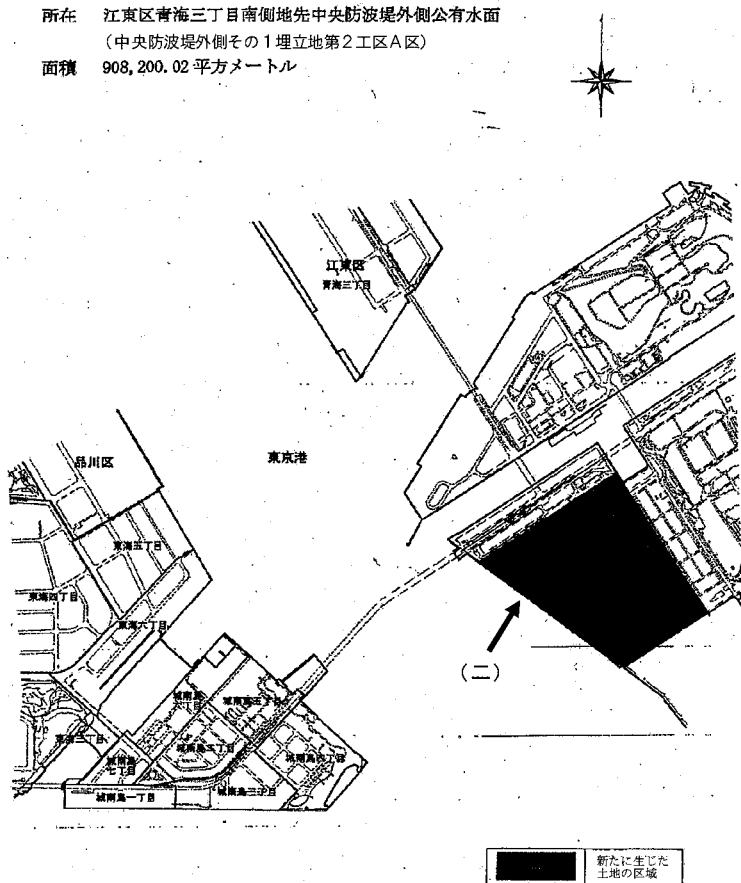 所在 江東区青海三丁目南側地先中央防波堤外側公有水面
（中央防波堤外側その1埋立地第2工区A区）
面積 908,200.02平方メートル
江東区
青海三丁目
品川区
東京港
東海五丁目
東海四丁目
東海六丁目
（二）
城南島五丁目
東海三丁目
城南島二丁目
城南島六丁目
城南島
七丁目
城南島一丁目
城南島三丁目
新たに生じた
土地の区域